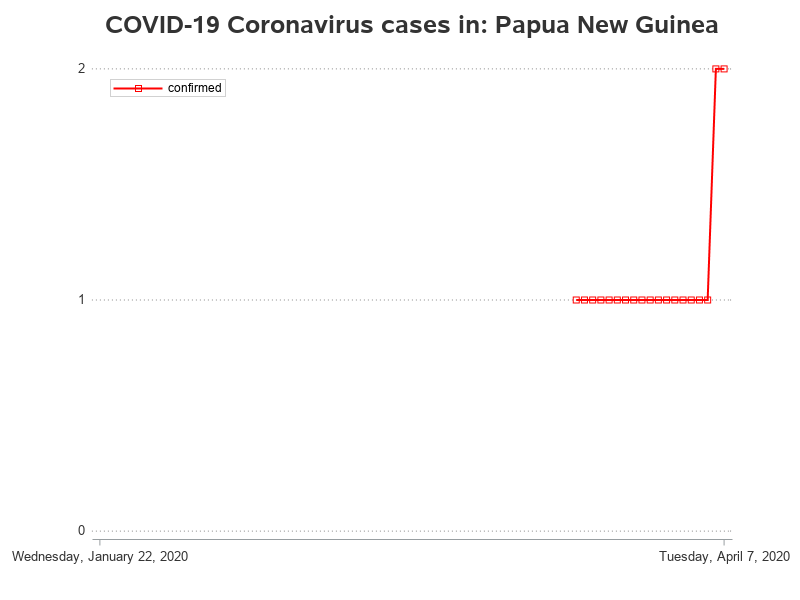 COVID-19 Coronavirus cases in: Papua New Guinea
2
confirmed
1
0
Wednesday, January 22, 2020
Tuesday, April 7, 2020